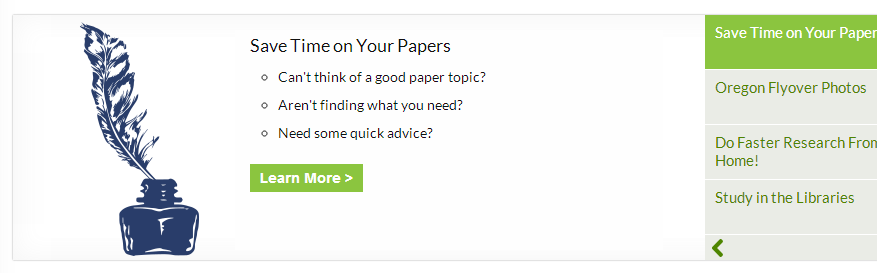 Save Time on Your Papers
Can't think of a good paper topic?
Aren't finding what you need?
Need some quick advice?
Learn More >
Save Time on Your Paper
Oregon Flyover Photos
Do Faster Research From
Home!
Study in the Libraries